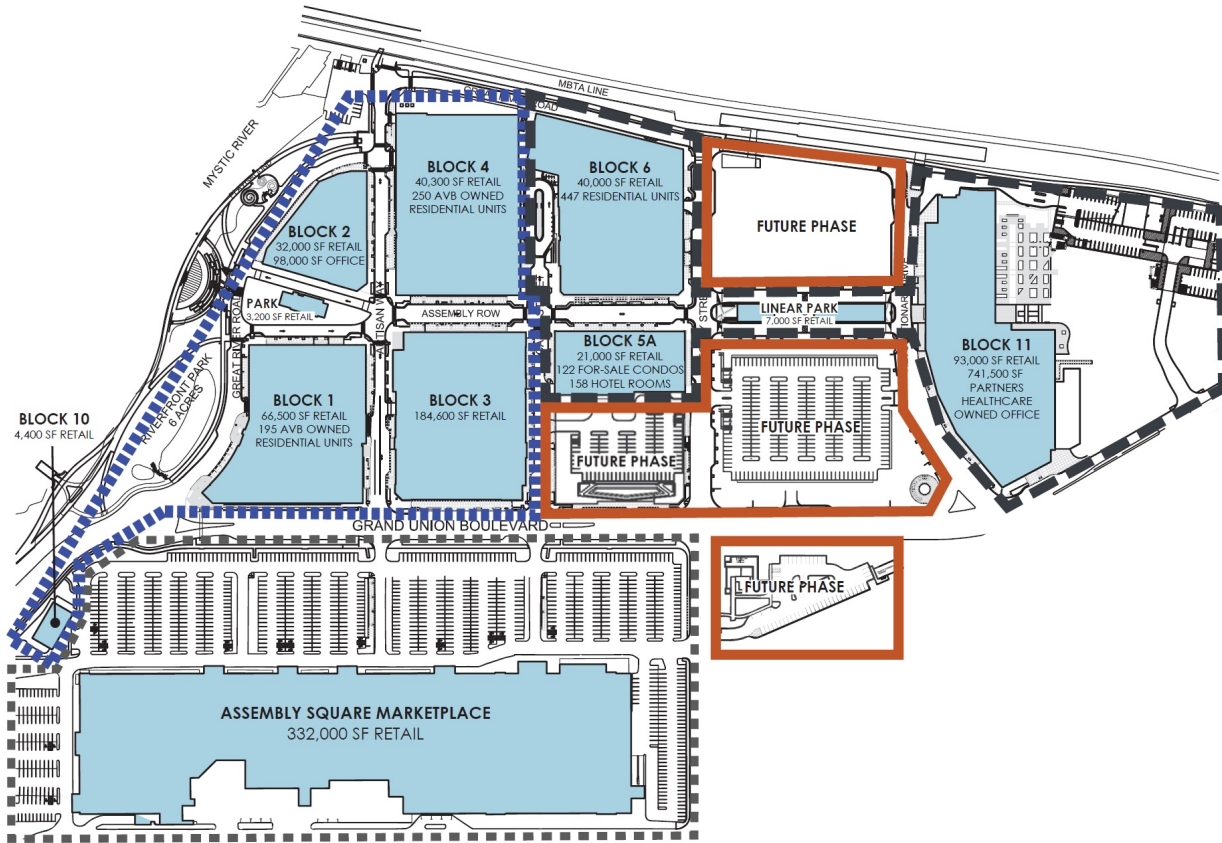 MBTA LINE
ROAD
MYSTIC RIVER
BLOCK 4
40,300 SF RETAIL
250 AVB OWNED
RESIDENTIAL UNITS
BLOCK 6
40,000 SF RETAIL
447 RESIDENTIAL UNITS
FUTURE PHASE
BLOCK 2
32,000 SF RETAIL
98,000 SF OFFICE
PARK
3,200 SF RETAIL
GREAT RIVER ROAD
ARTISAN WAY
ASSEMBLY ROW
LINEAR PARK
7,000 SF RETAIL
BLOCK 5A
21,000 SF RETAIL
122 FOR-SALE CONDOS
158 HOTEL ROOMS
BLOCK 11
93,000 SF RETAIL
741,500 SF
PARTNERS
HEALTHCARE
OWNED OFFICE
BLOCK 1
66,500 SF RETAIL
195 AVB OWNED
RESIDENTIAL UNITS
BLOCK 3
184,600 SF RETAIL
RIVERFRONT PARK
6 ACRES
BLOCK 10
4,400 SF RETAIL
FUTURE PHASE
FUTURE PHASE
GRAND UNION BOULEVARD
FUTURE PHASE
ASSEMBLY SQUARE MARKETPLACE
332,000 SF RETAIL